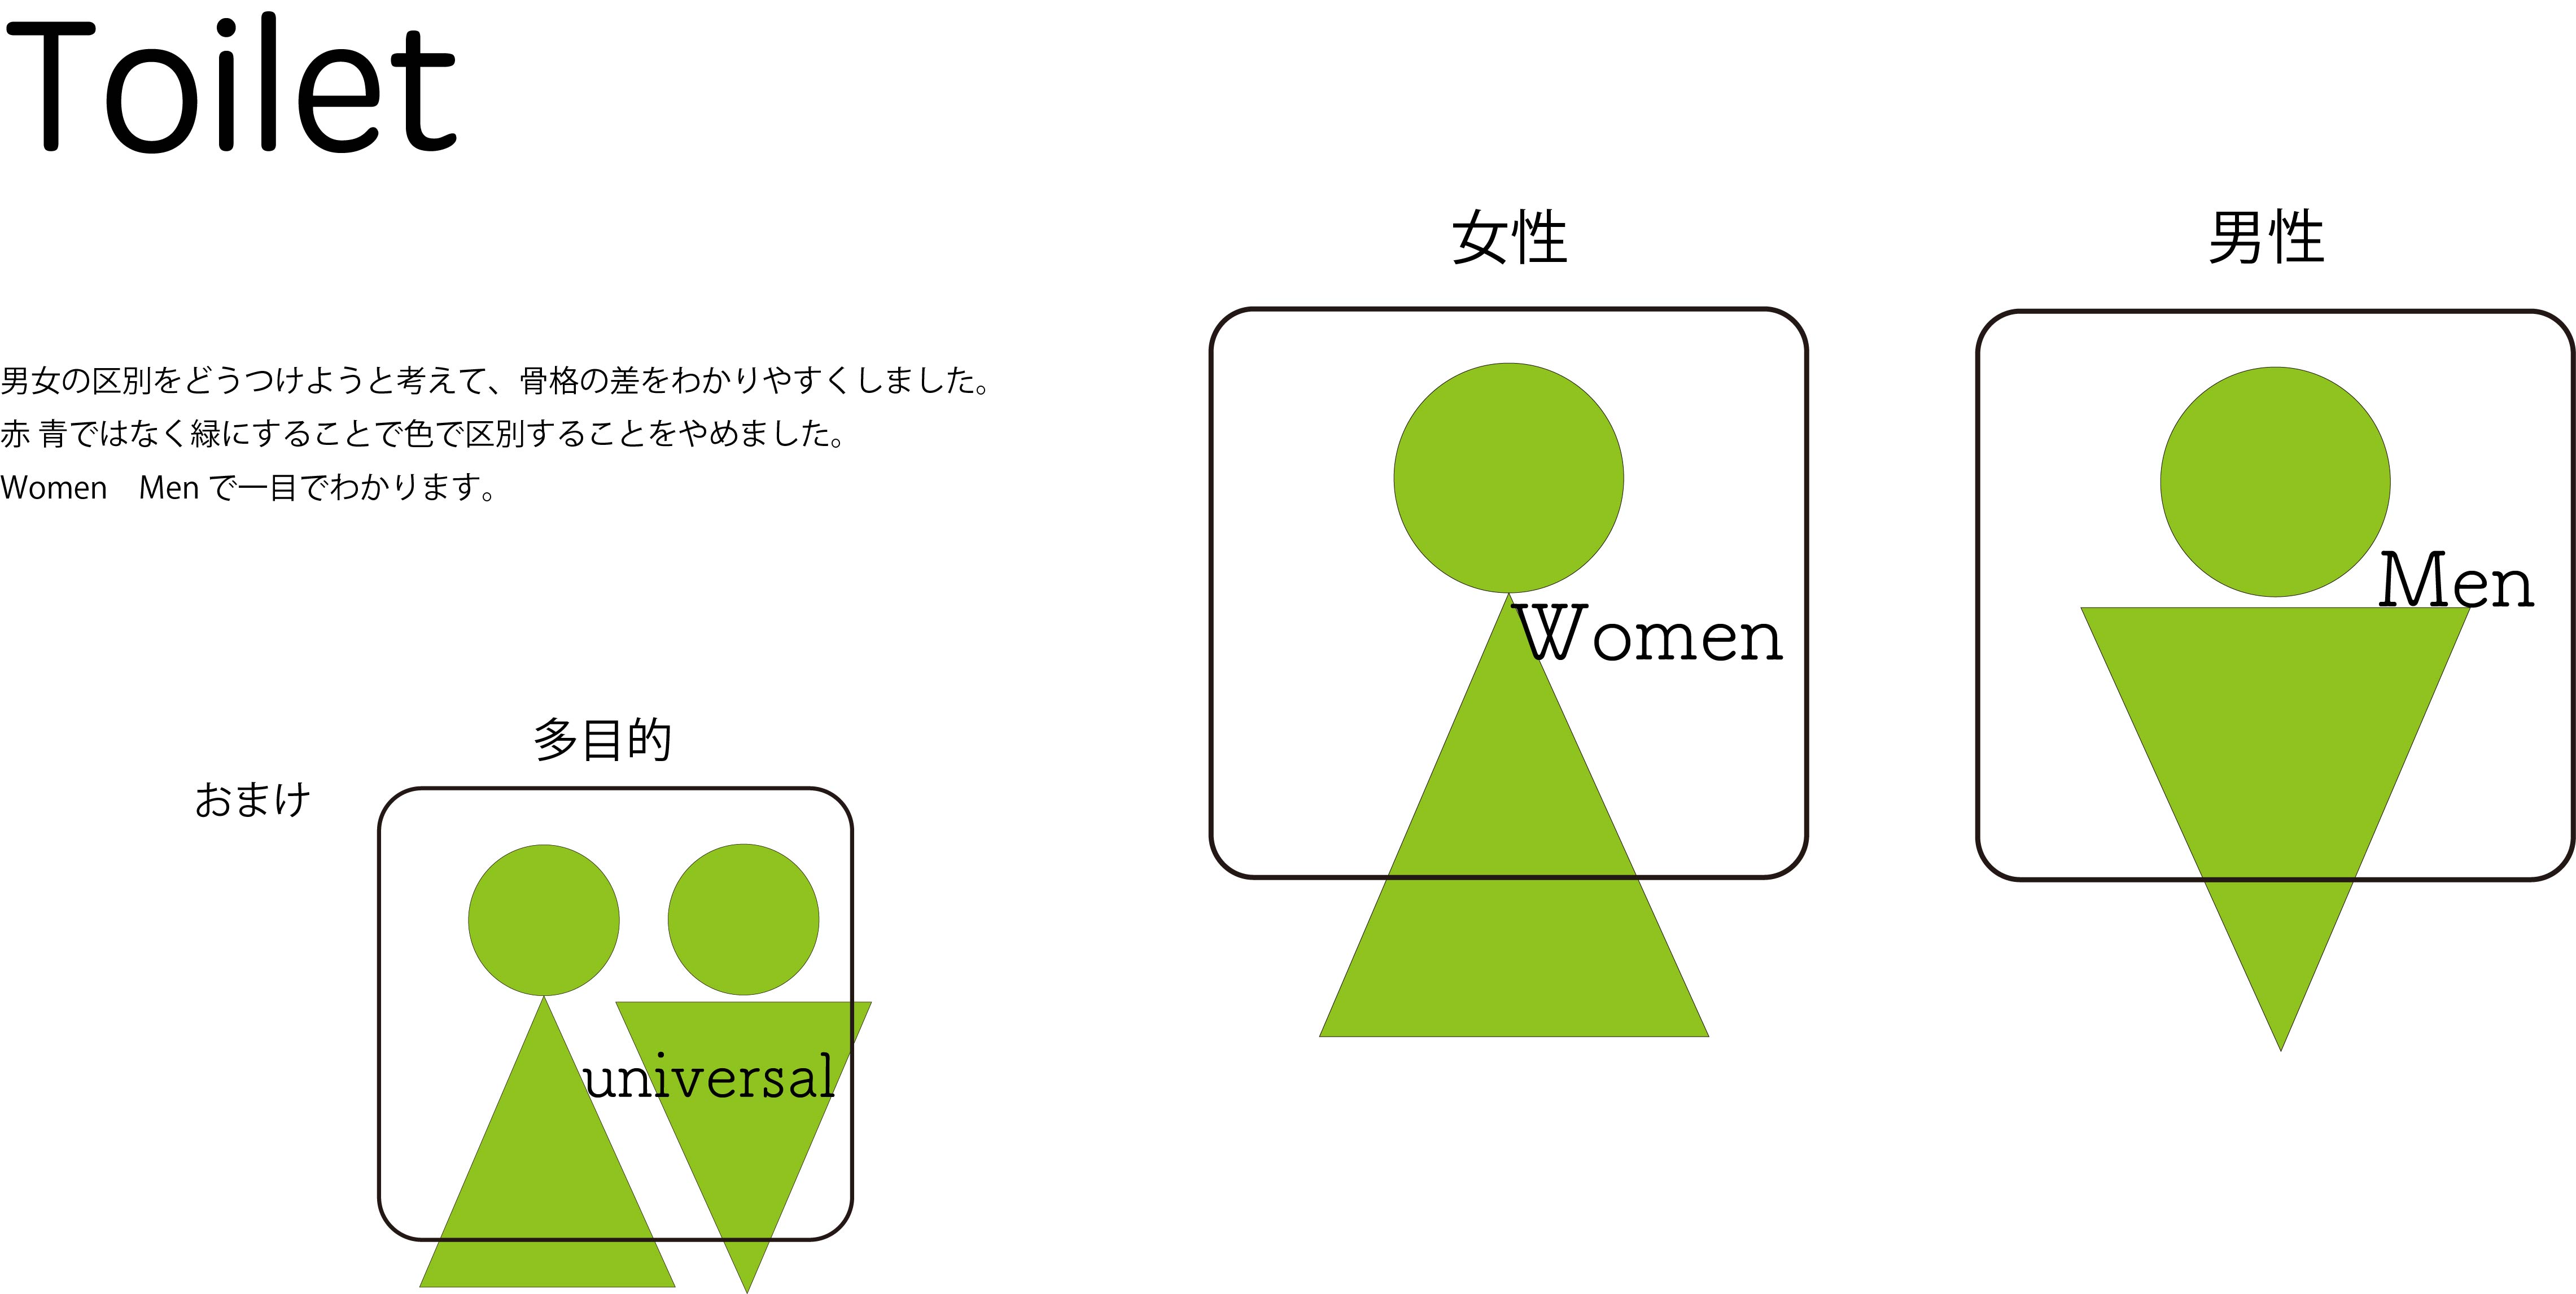 Toilet
男女の区別をどうつけようと考えて、骨格の差をわかりやすくしました。
赤 青ではなく緑にすることで色で区別することをやめました。
Women　Men で一目でわかります。
女性
Women
男性
Men
おまけ
多目的
universal